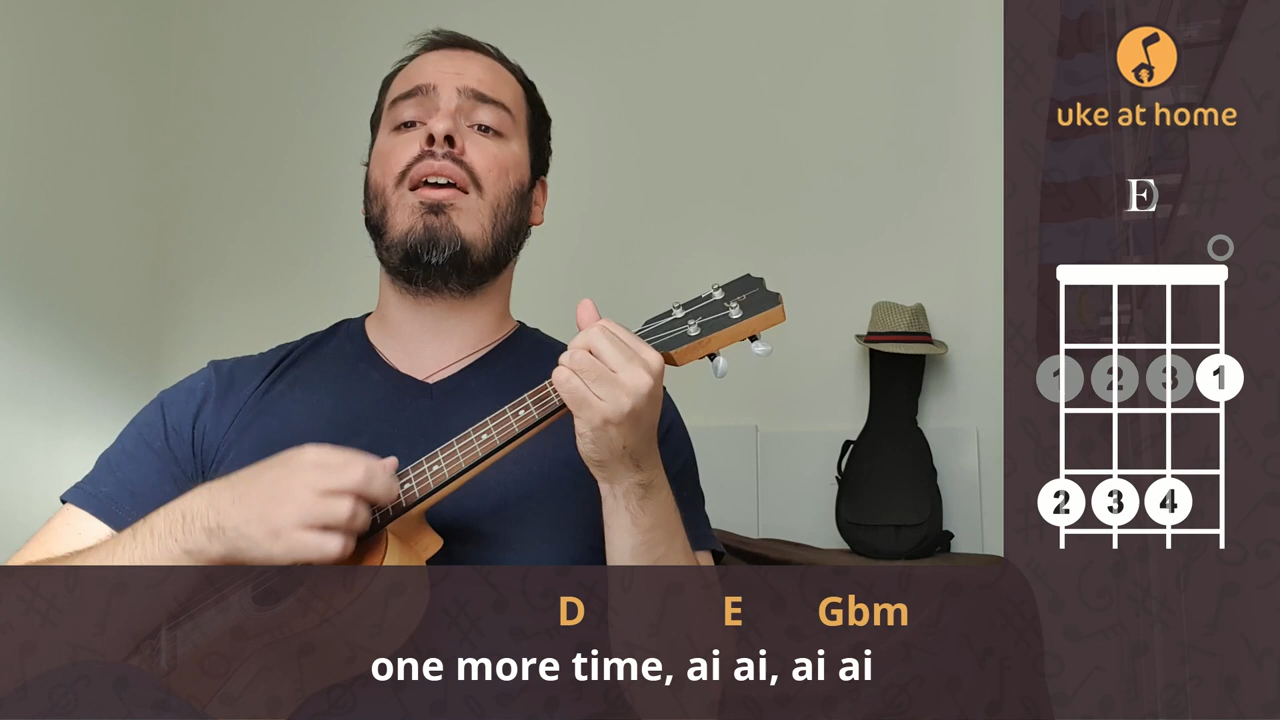 uke at home
E
1 2 3 1
2 3 4
D E Gbm
one more time, ai ai, ai ai